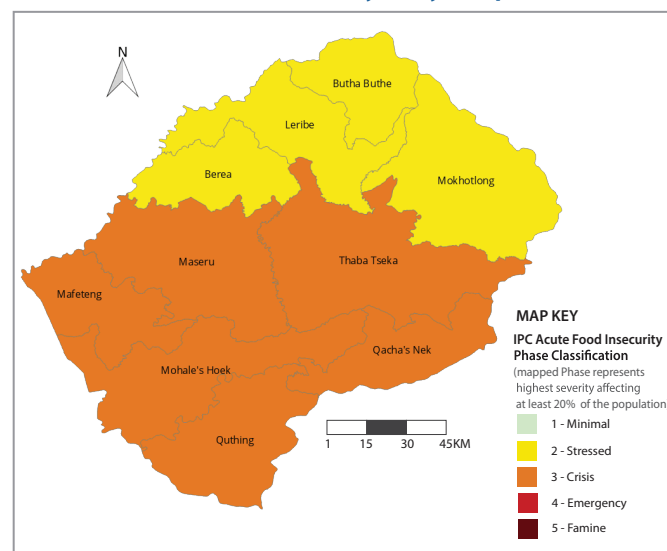 N
Butha Buthe
Leribe
Berea
Mokhotlong
Maseru
Thaba Tseka
Mafeteng
Qacha's Nek
Mohale's Hoek
Quthing
1 15 30 45KM
MAP KEY
IPC Acute Food Insecurity
Phase Classification
(mapped Phase represents
highest severity affecting
at least 20% of the population
1 - Minimal
2 - Stressed
3 - Crisis
4 - Emergency
5 - Famine